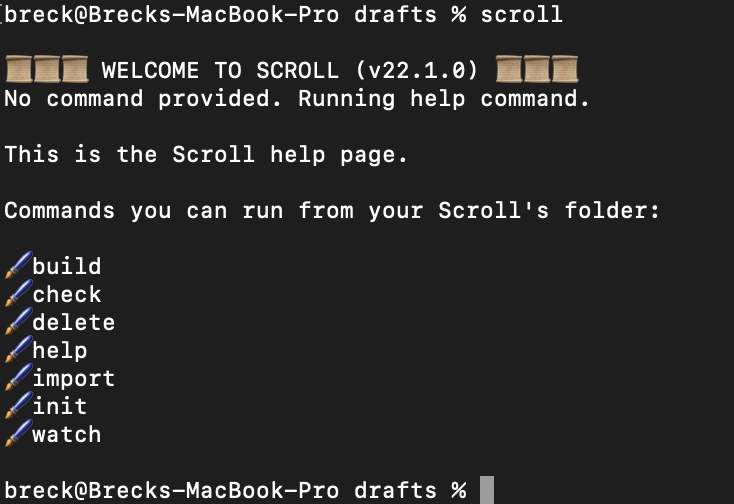 breck@Brecks-MacBook-Pro drafts % scroll
📜📜📜 WELCOME TO SCROLL (v22.1.0) 📜📜📜
No command provided. Running help command.
This is the Scroll help page.
Commands you can run from your Scroll's folder:
🖌️build
🖌️check
🖌️delete
🖌️help
🖌️import
🖌️init
🖌️watch
breck@Brecks-MacBook-Pro drafts %